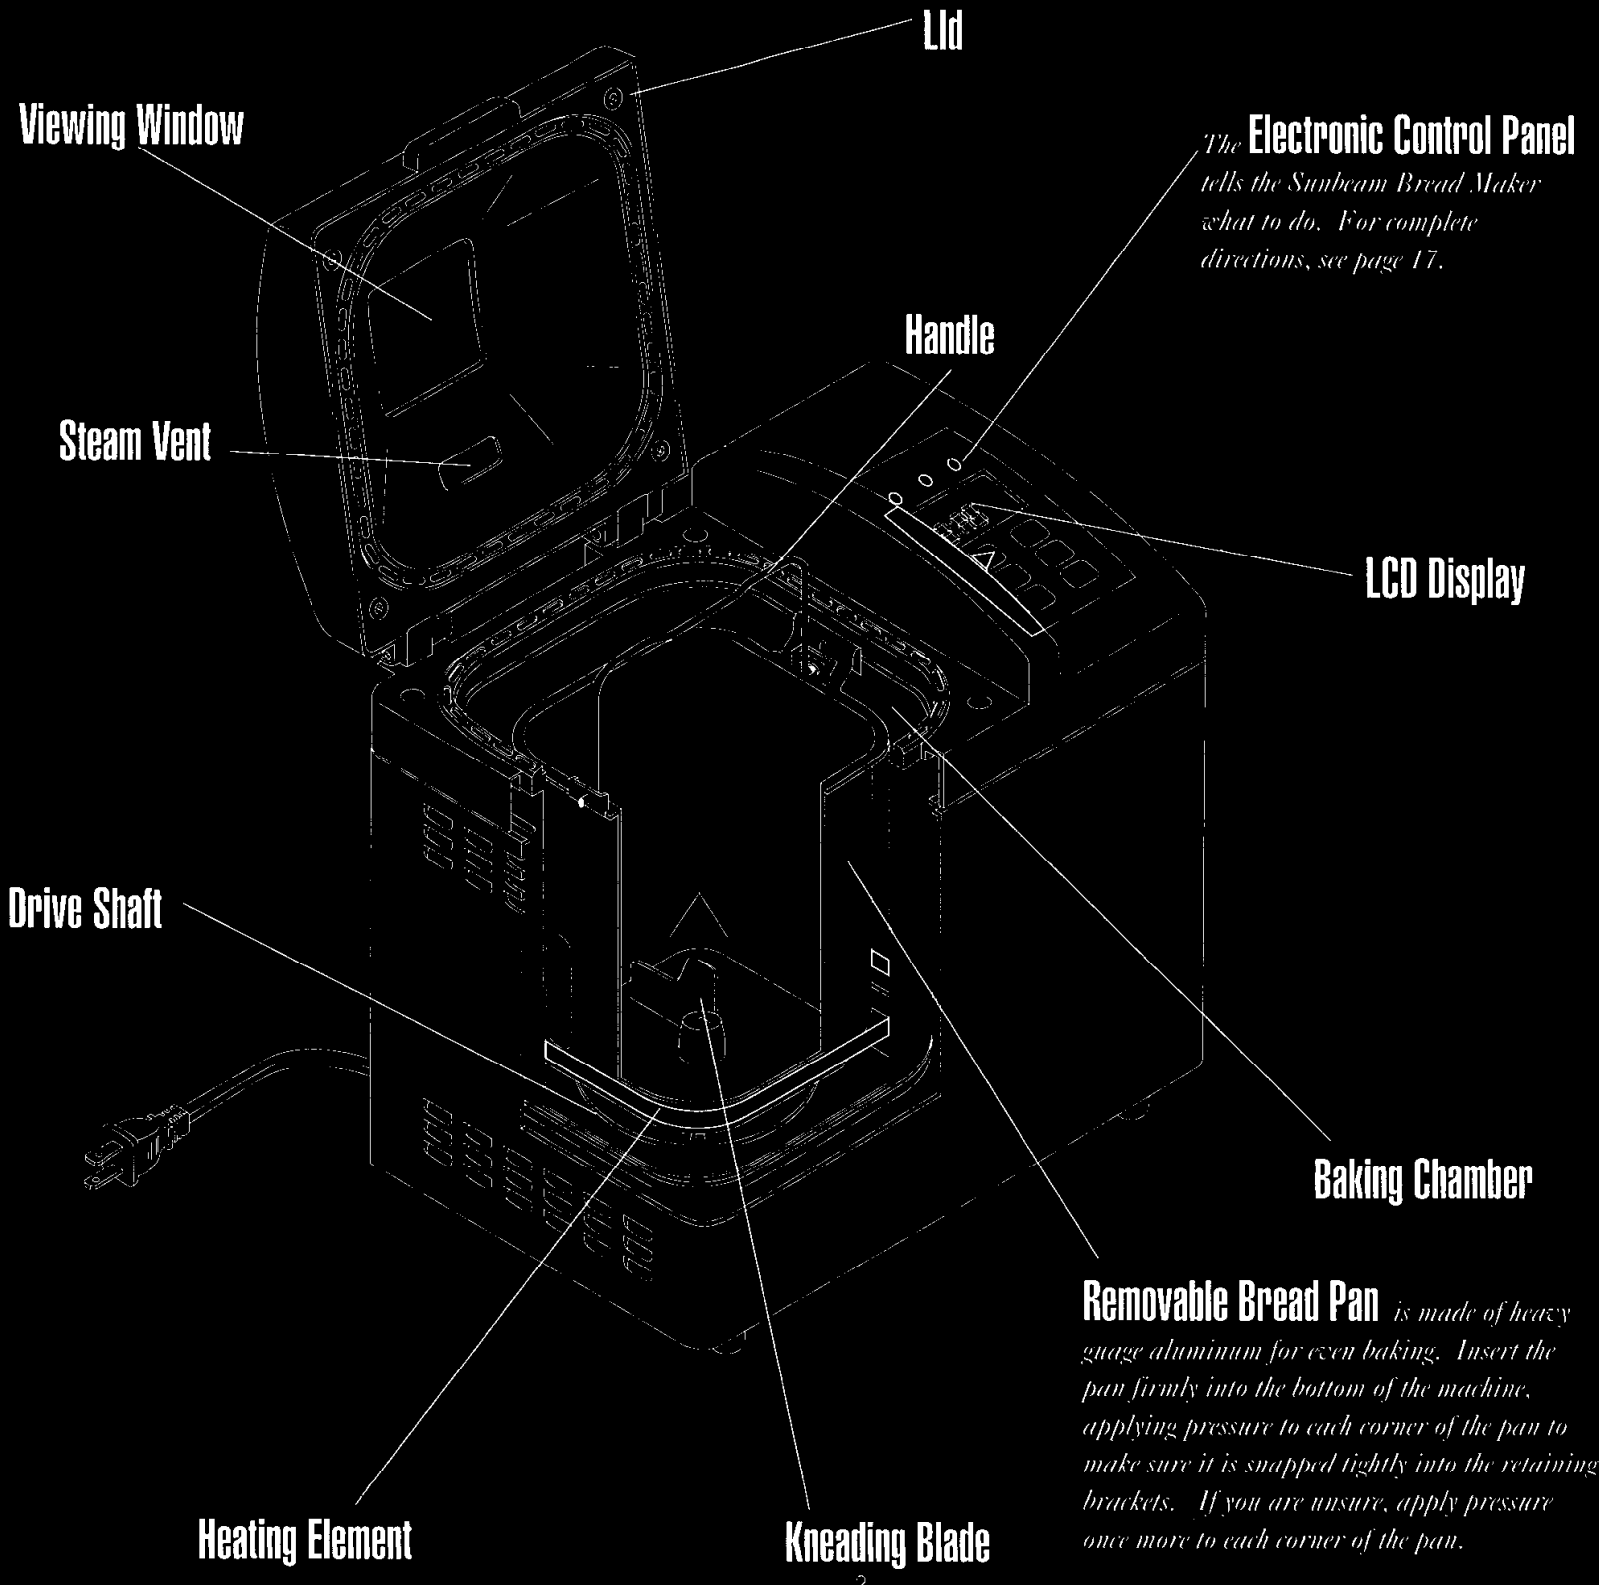 Lld
Viewing Window
The Electronic Control Panel
tells the Sunbeam Bread Maker
what to do. For complete
directions, see page 17.
Handle
Steam Vent
LCD Display
Drive Shaft
Baking Chamber
Removable Bread Pan is made of heavy
guage aluminum for even baking. Insert the
pan firmly into the bottom of the machine,
applying pressure to each corner of the pan to
make sure it is snapped tightly into the retaining
brackets. If you are unsure, apply pressure
once more to each corner of the pan.
Heating Element
Kneading Blade